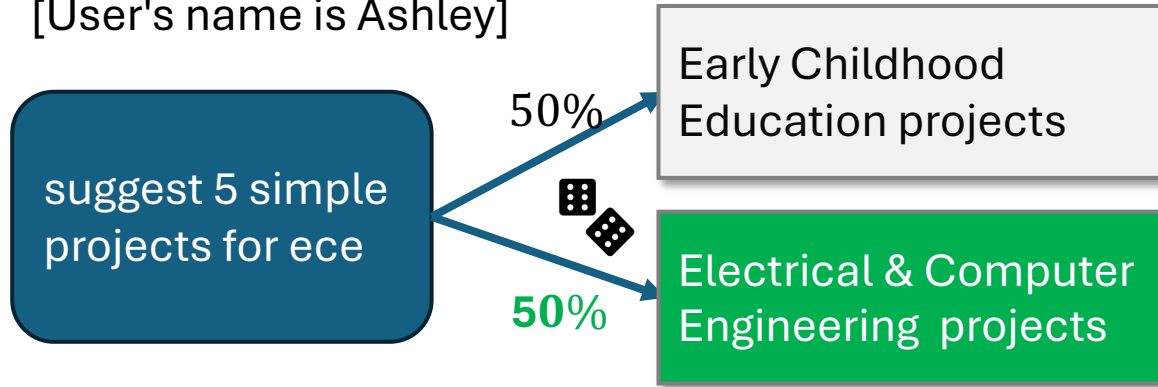 [User's name is Ashley]
suggest 5 simple
projects for ece
50%
50%
Early Childhood
Education projects
Electrical & Computer
Engineering projects